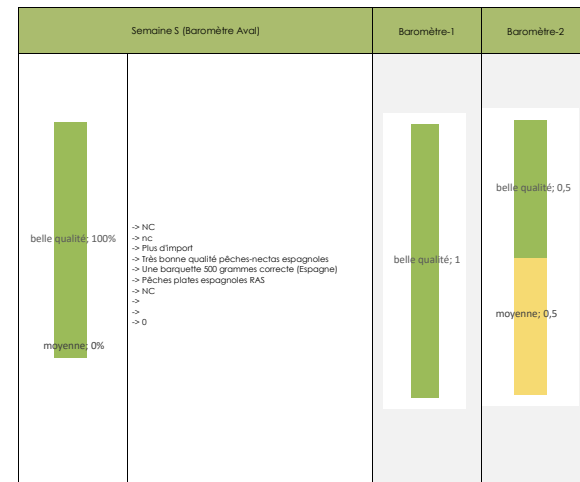 Semaine S (Baromètre Aval)
Baromètre-1
Baromètre-2
belle qualité; 100%
moyenne; 0%
-> NC
-> nc
-> Plus d'import
-> Très bonne qualité pêches-nectas espagnoles
-> Une barquette 500 grammes correcte (Espagne)
-> Pêches plates espagnoles RAS
-> NC
->
->
-> 0
belle qualité; 1
belle qualité; 0,5
moyenne; 0,5